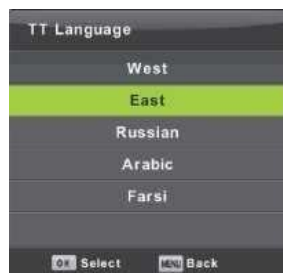 TT Language
West
East
Russian
Arabic
Farsi
OK Select MENU Back